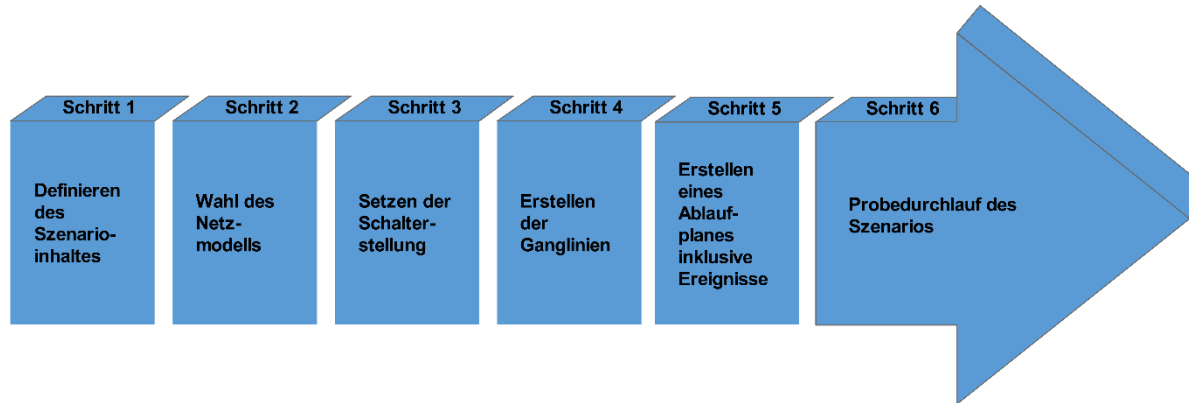 Schritt 1
Definieren
des
Szenario-
inhaltes
Schritt 2
Wahl des
Netz-
modells
Schritt 3
Setzen der
Schalter-
stellung
Schritt 4
Erstellen
der
Ganglinien
Schritt 5
Erstellen
eines
Ablauf-
planes
inklusive
Ereignisse
Schritt 6
Probedurchlauf des
Szenarios